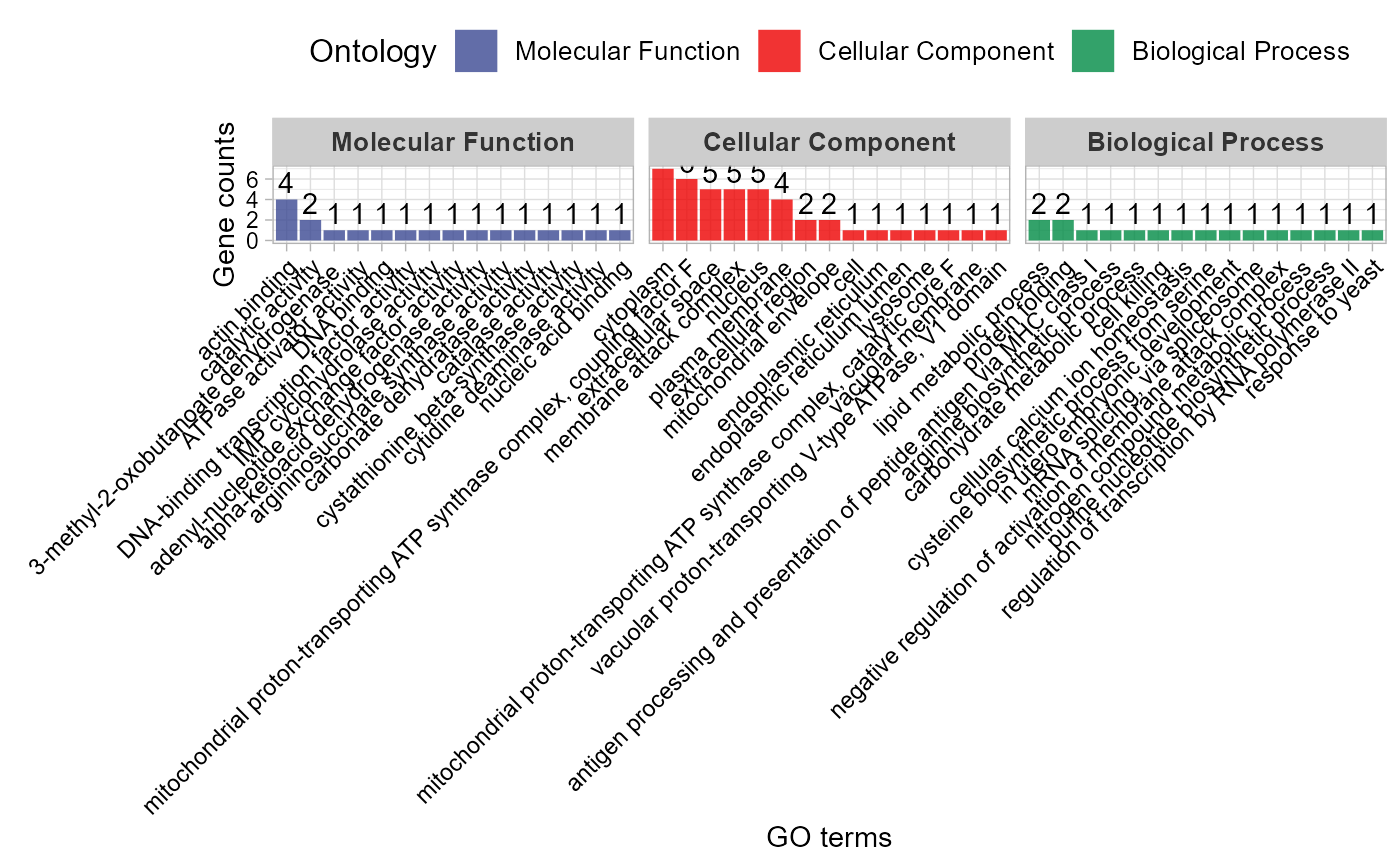 Ontology Molecular Function Cellular Component Biological Process
Gene counts
Molecular Function
Cellular Component
Biological Process
6
4
2
0
4 2 1 1 1 1 1 1 1 1 1 1 1 1 1
6 5 5 5 4 2 2 1 1 1 1 1 1 1
2 2 1 1 1 1 1 1 1 1 1 1 1 1 1
actin binding
catalytic activity
3-methyl-2-oxobutanoate dehydrogenase
ATPase activator activity
DNA binding
DNA-binding transcription factor activity
IMP cyclohydrolase activity
adenyl-nucleotide exchange factor activity
alpha-ketoacid dehydrogenase activity
argininosuccinate synthase activity
carbonate dehydratase activity
catalase activity
cystathionine beta-synthase activity
cytidine deaminase activity
nucleic acid binding
cytoplasm
mitochondrial proton-transporting ATP synthase complex, coupling factor F
extracellular space
membrane attack complex
nucleus
plasma membrane
extracellular region
mitochondrial envelope
cell
endoplasmic reticulum
endoplasmic reticulum lumen
lysosome
mitochondrial proton-transporting ATP synthase complex, catalytic core F
vacuolar membrane
vacuolar proton-transporting V-type ATPase, V1 domain
lipid metabolic process
protein folding
antigen processing and presentation of peptide antigen via MHC class I
arginine biosynthetic process
carbohydrate metabolic process
cell killing
cellular calcium ion homeostasis
cysteine biosynthetic process from serine
in utero embryonic development
mRNA splicing, via spliceosome
negative regulation of activation of membrane attack complex
nitrogen compound metabolic process
purine nucleotide biosynthetic process
regulation of transcription by RNA polymerase II
response to yeast
GO terms